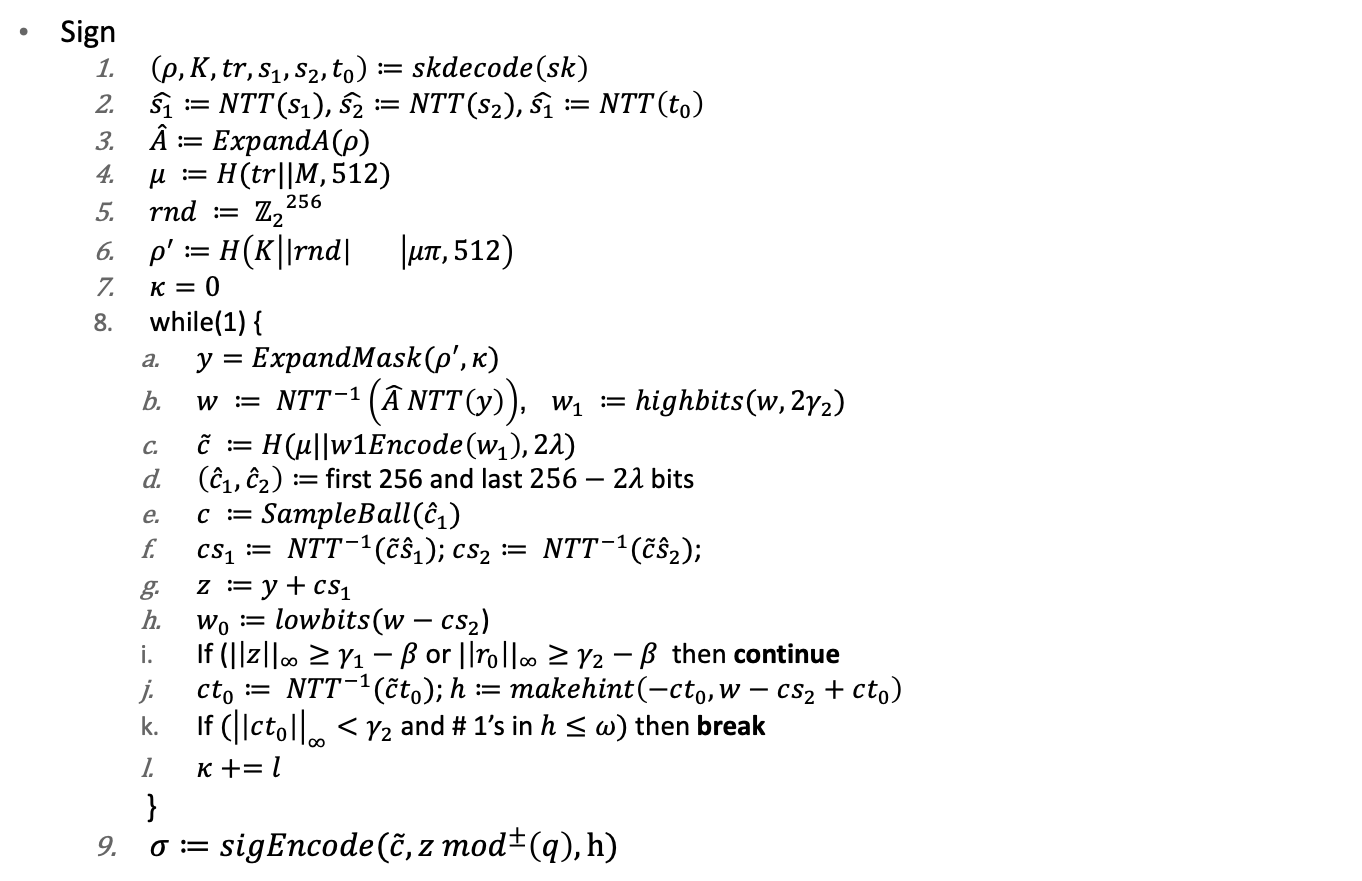 • Sign
1. (ρ, K, tr, s₁, s₂, t₀) ≔ skdecode(sk)
2. ŝ₁ ≔ NTT(s₁), ŝ₂ ≔ NTT(s₂), ŝ₁ ≔ NTT(t₀)
3. Â ≔ ExpandA(ρ)
4. μ ≔ H(tr||M, 512)
5. rnd ≔ ℤ₂²⁵⁶
6. ρ′ ≔ H(K||rnd| |μπ, 512)
7. κ = 0
8. while(1) {
a. y = ExpandMask(ρ′, κ)
b. w ≔ NTT⁻¹(Â NTT(y)), w₁ ≔ highbits(w, 2γ₂)
c. c̃ ≔ H(μ||w1Encode(w₁), 2λ)
d. (ĉ₁, ĉ₂) ≔ first 256 and last 256 − 2λ bits
e. c ≔ SampleBall(ĉ₁)
f. cs₁ ≔ NTT⁻¹(c̃ŝ₁); cs₂ ≔ NTT⁻¹(c̃ŝ₂);
g. z ≔ y + cs₁
h. w₀ ≔ lowbits(w − cs₂)
i. If (||z||∞ ≥ γ₁ − β or ||r₀||∞ ≥ γ₂ − β then continue
j. ct₀ ≔ NTT⁻¹(c̃t₀); h ≔ makehint(−ct₀, w − cs₂ + ct₀)
k. If (||ct₀||∞ < γ₂ and # 1’s in h ≤ ω) then break
l. κ += l
}
9. σ ≔ sigEncode(c̃, z mod±(q), h)